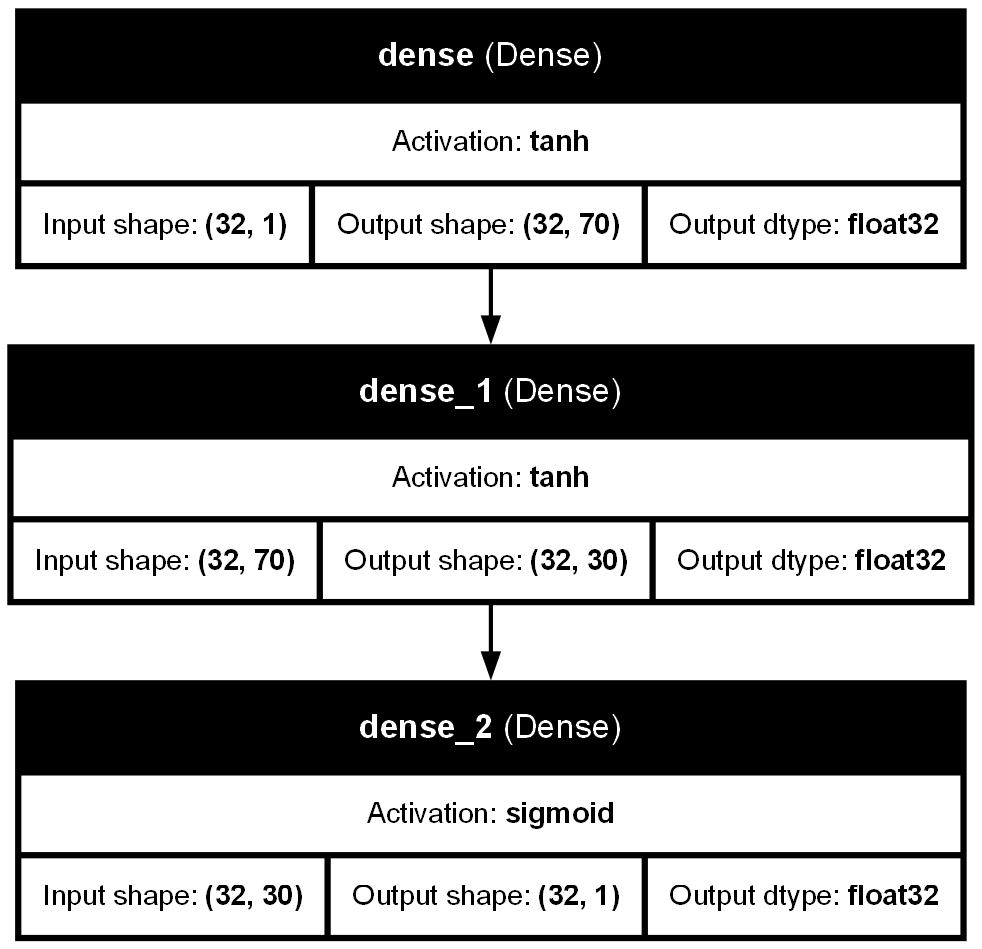 dense (Dense)
Activation: tanh
Input shape: (32, 1) Output shape: (32, 70) Output dtype: float32
dense_1 (Dense)
Activation: tanh
Input shape: (32, 70) Output shape: (32, 30) Output dtype: float32
dense_2 (Dense)
Activation: sigmoid
Input shape: (32, 30) Output shape: (32, 1) Output dtype: float32